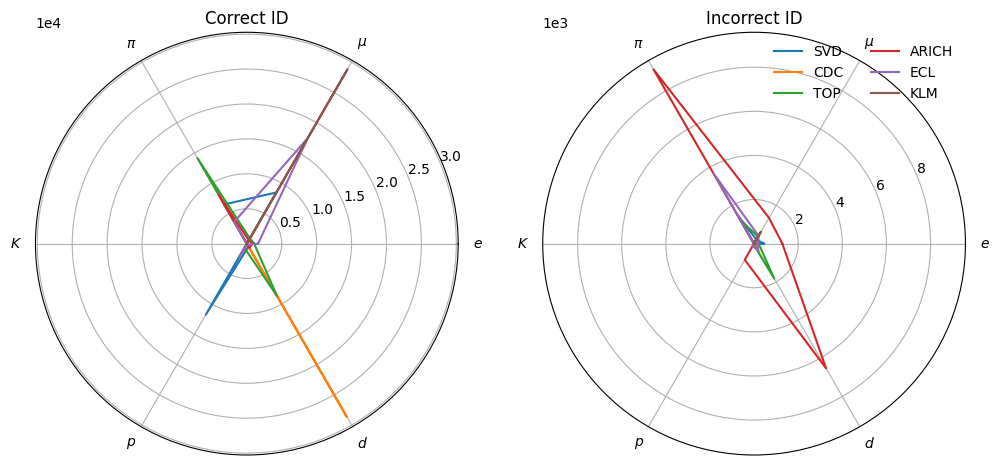 Correct ID
1e4
e
μ
π
K
p
d
0.5
1.0
1.5
2.0
2.5
3.0
Incorrect ID
1e3
e
μ
π
K
p
d
2
4
6
8
SVD
CDC
TOP
ARICH
ECL
KLM